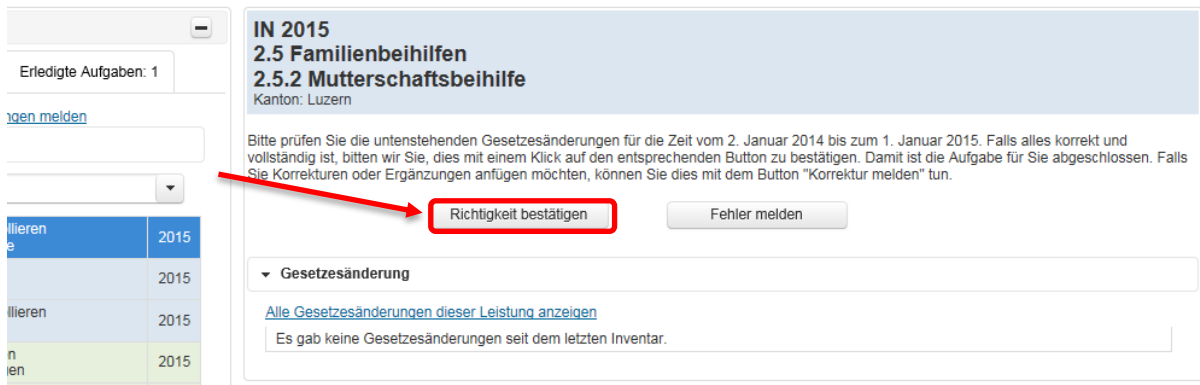 Erledigte Aufgaben: 1
ngen melden
llieren
e
2015
2015
llieren
2015
n
en
2015
IN 2015
2.5 Familienbeihilfen
2.5.2 Mutterschaftsbeihilfe
Kanton: Luzern
Bitte prüfen Sie die untenstehenden Gesetzesänderungen für die Zeit vom 2. Januar 2014 bis zum 1. Januar 2015. Falls alles korrekt und
vollständig ist, bitten wir Sie, dies mit einem Klick auf den entsprechenden Button zu bestätigen. Damit ist die Aufgabe für Sie abgeschlossen. Falls
Sie Korrekturen oder Ergänzungen anfügen möchten, können Sie dies mit dem Button "Korrektur melden" tun.
Richtigkeit bestätigen
Fehler melden
Gesetzesänderung
Alle Gesetzesänderungen dieser Leistung anzeigen
Es gab keine Gesetzesänderungen seit dem letzten Inventar.